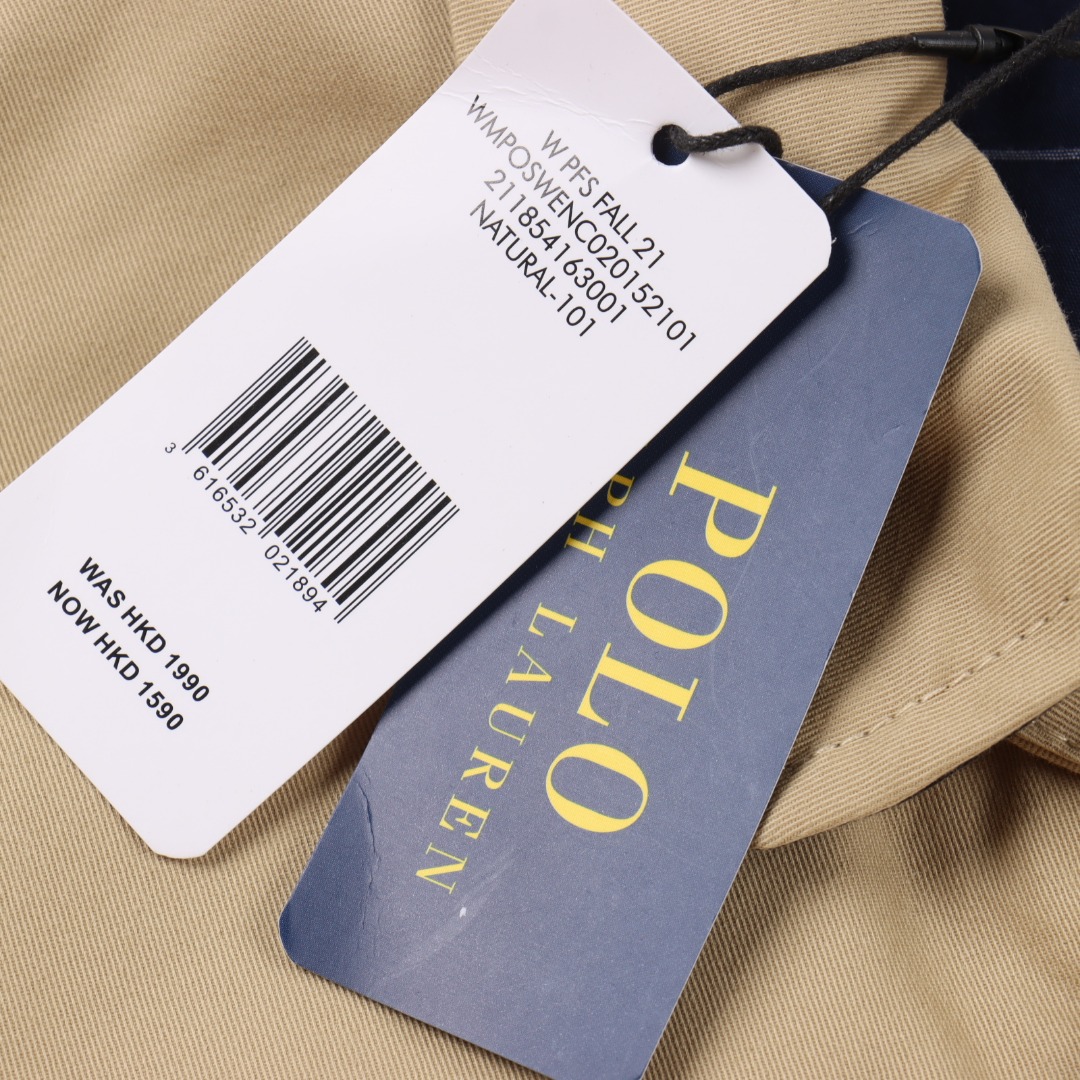 W PFS FALL 21
WMPOSWENC020152101
211854163001
NATURAL-101
3 616532 021894
WAS HKD 1990
NOW HKD 1590
POLO
PH LAUREN